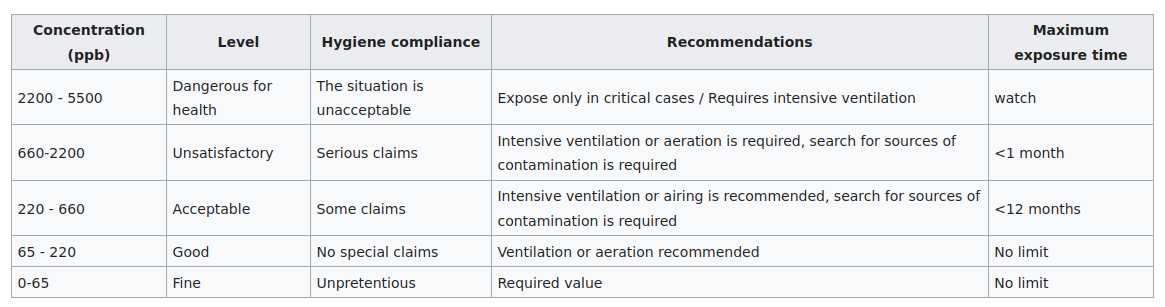 Concentration (ppb)
Level
Hygiene compliance
Recommendations
Maximum exposure time
2200 - 5500
Dangerous for health
The situation is unacceptable
Expose only in critical cases / Requires intensive ventilation
watch
660-2200
Unsatisfactory
Serious claims
Intensive ventilation or aeration is required, search for sources of
contamination is required
<1 month
220 - 660
Acceptable
Some claims
Intensive ventilation or airing is recommended, search for sources of
contamination is required
<12 months
65 - 220
Good
No special claims
Ventilation or aeration recommended
No limit
0-65
Fine
Unpretentious
Required value
No limit